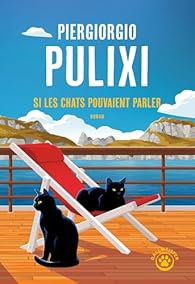 PIERGIORGIO
PULIXI
SI LES CHATS POUVAIENT PARLER
ROMAN